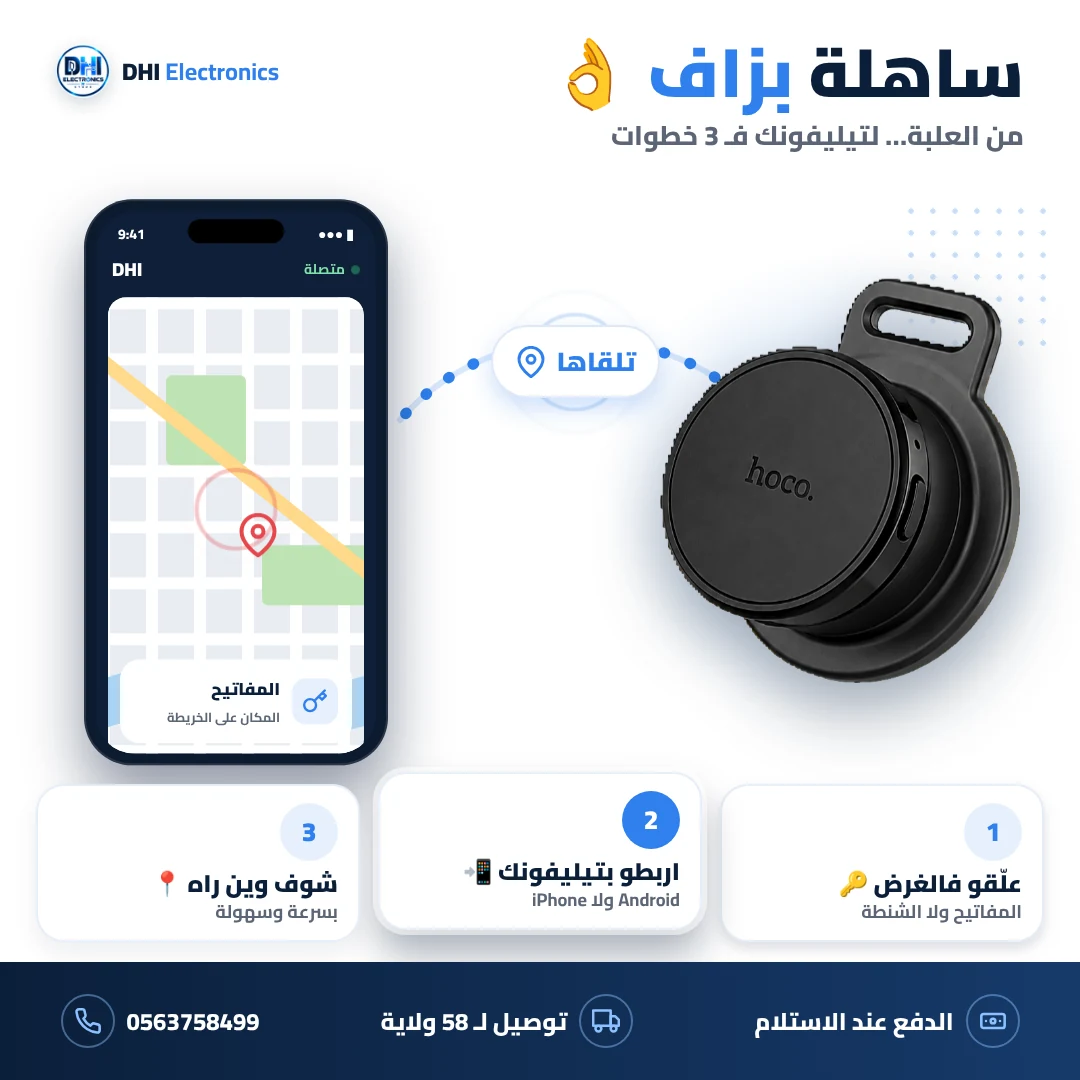 ساهلة بزاف 👌
من العلبة... لتيليفونك فـ 3 خطوات
DHI ELECTRONICS
DHI Electronics
9:41
DHI
متصلة
تلقاها
hoco.
المفاتيح
المكان على الخريطة
1
علّقو فالغرض 🔑
المفاتيح ولا الشنطة
2
اربطو بتيليفونك 📲
Android ولا iPhone
3
شوف وين راه 📍
بسرعة وسهولة
الدفع عند الاستلام
توصيل لـ 58 ولاية
0563758499